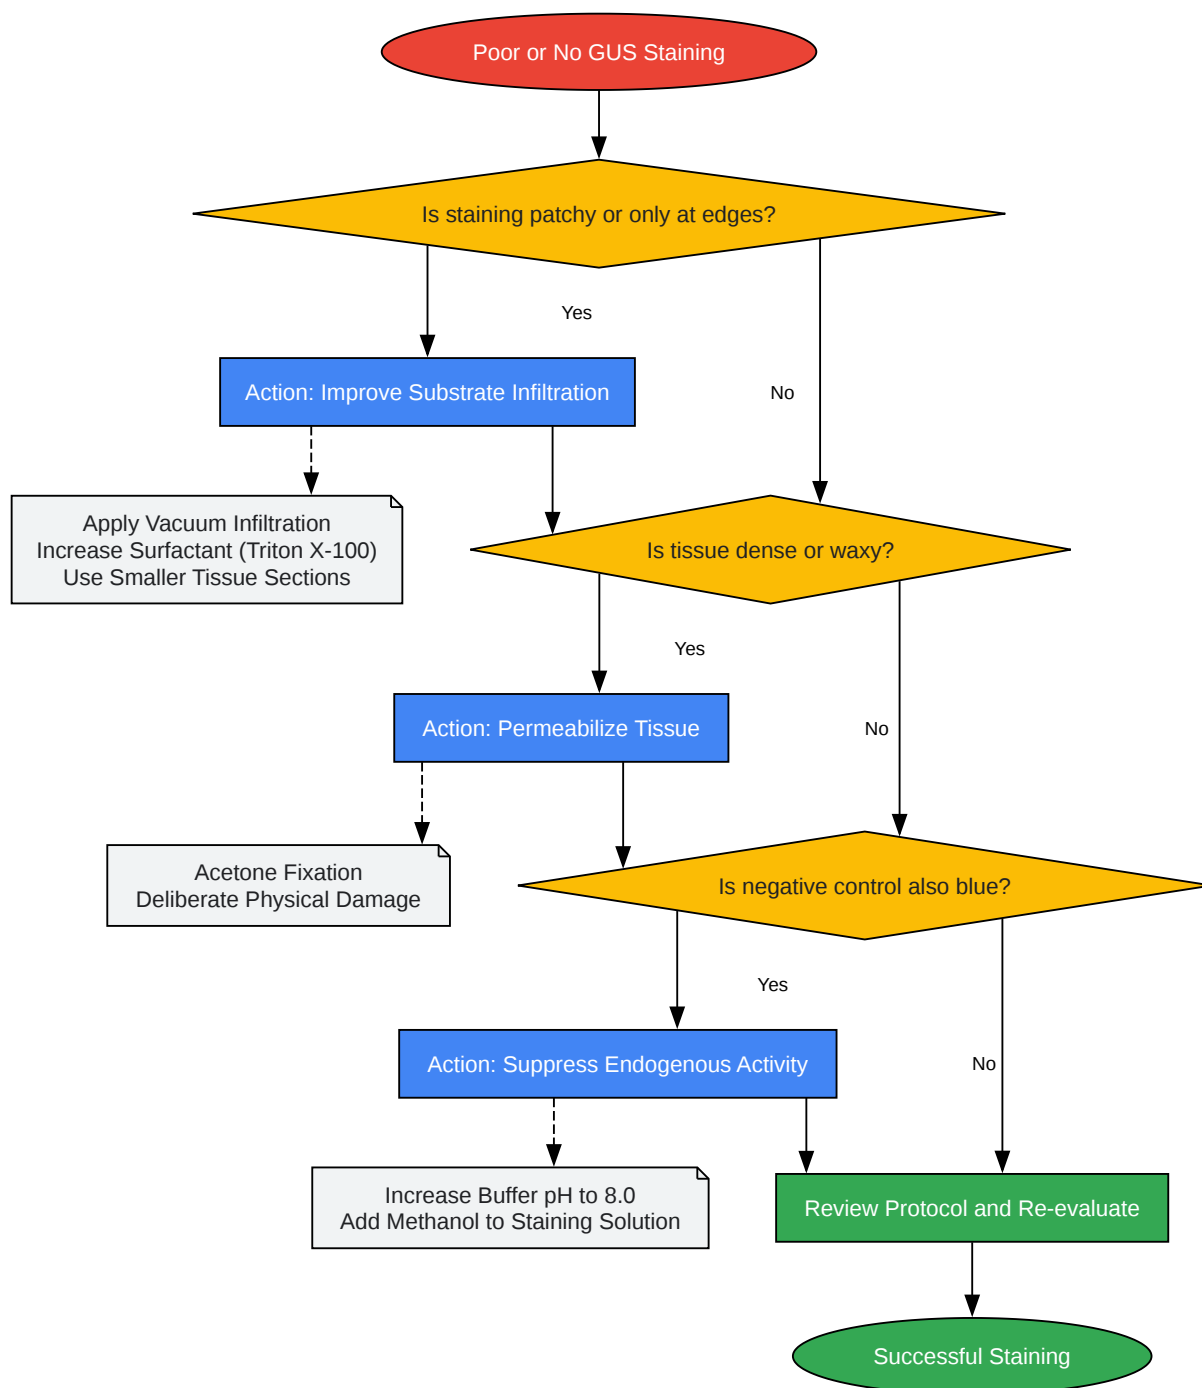 Poor or No GUS Staining
Is staining patchy or only at edges?
Yes
Action: Improve Substrate Infiltration
No
Apply Vacuum Infiltration
Increase Surfactant (Triton X-100)
Use Smaller Tissue Sections
Is tissue dense or waxy?
Yes
Action: Permeabilize Tissue
No
Acetone Fixation
Deliberate Physical Damage
Is negative control also blue?
Yes
Action: Suppress Endogenous Activity
No
Increase Buffer pH to 8.0
Add Methanol to Staining Solution
Review Protocol and Re-evaluate
Successful Staining